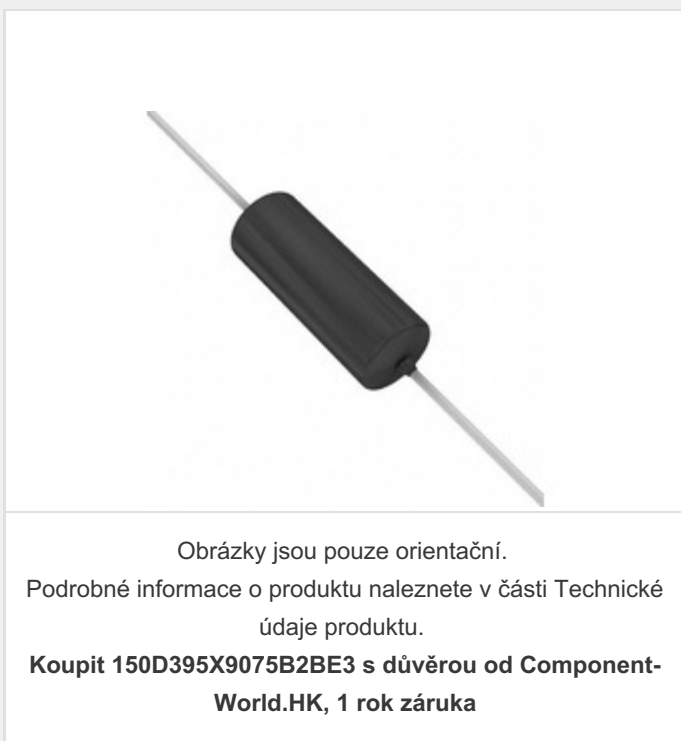 Obrázky jsou pouze orientační.
Podrobné informace o produktu naleznete v části Technické
údaje produktu.
Koupit 150D395X9075B2BE3 s důvěrou od Component-
World.HK, 1 rok záruka